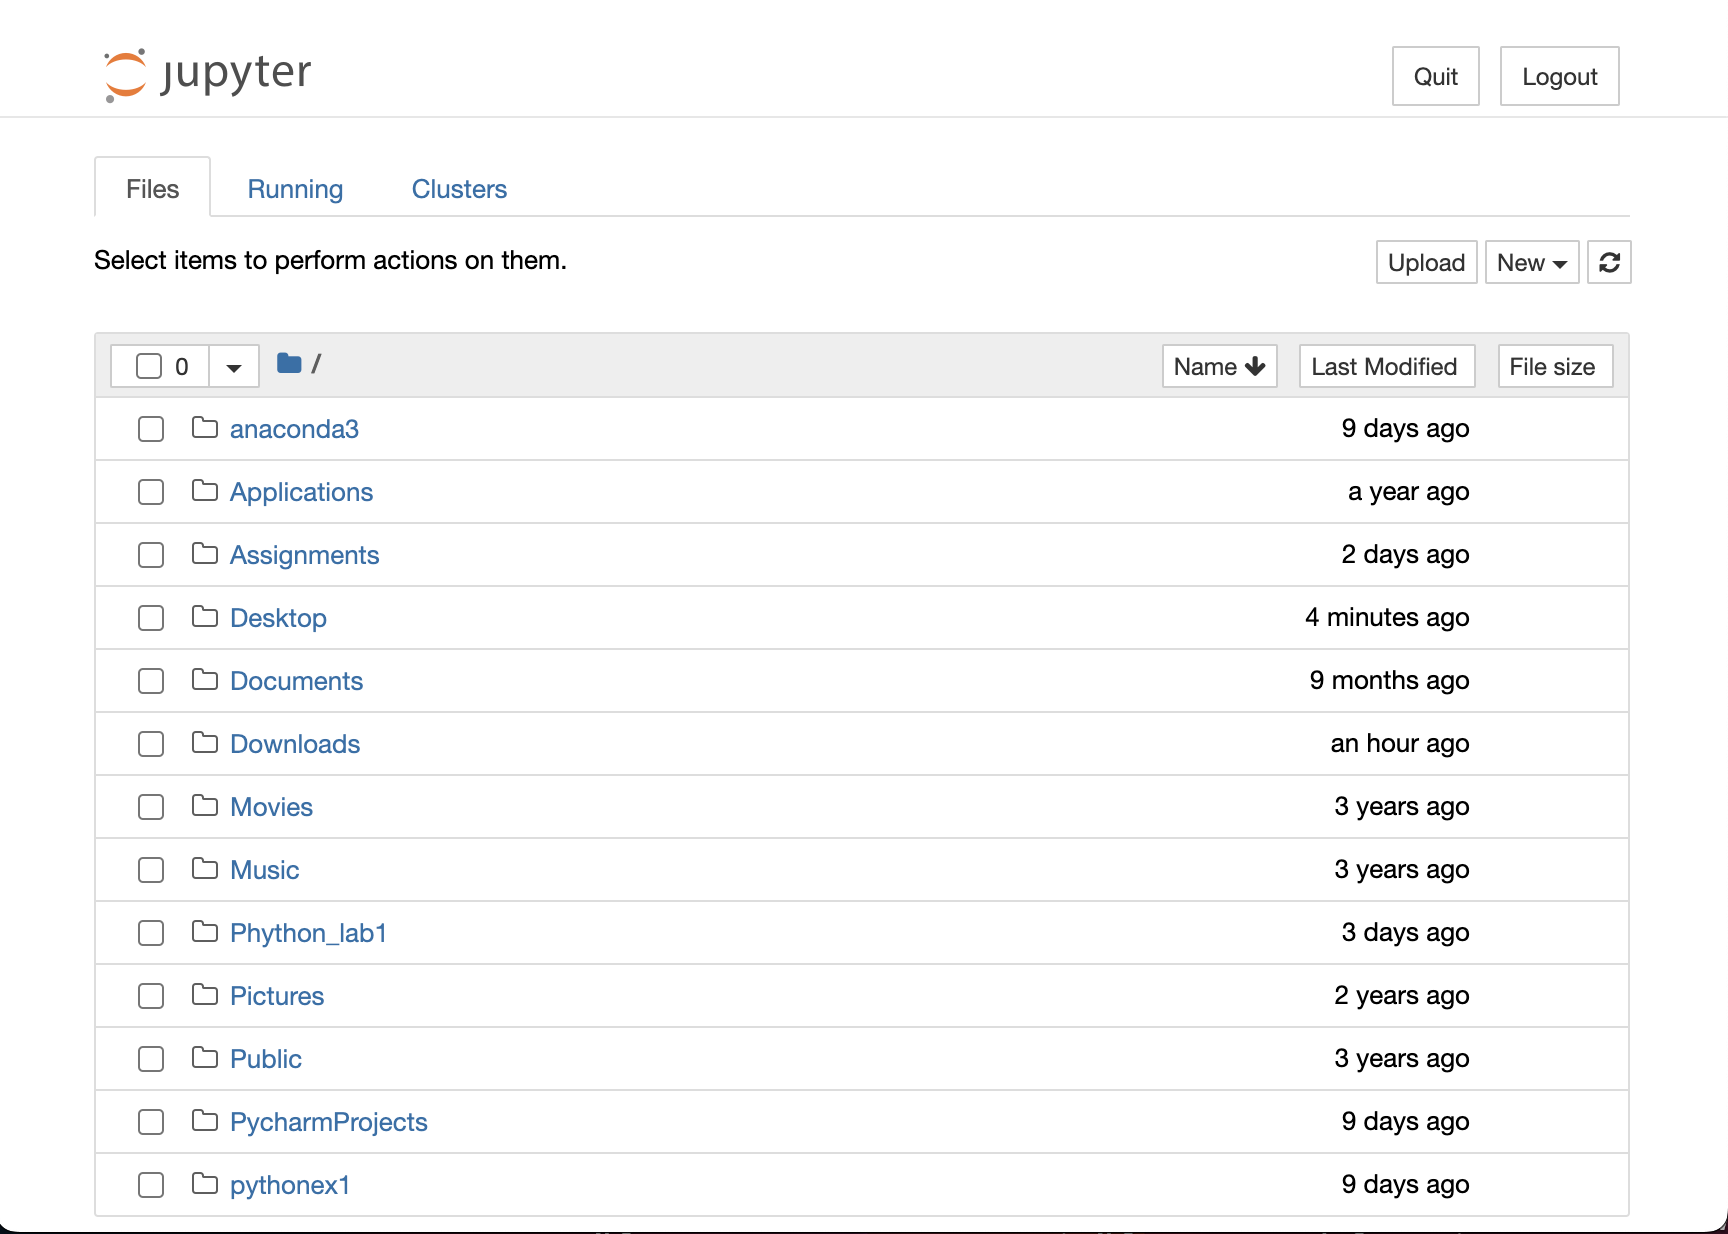 jupyter
Quit
Logout
Files
Running
Clusters
Select items to perform actions on them.
Upload
New
0
/
Name
Last Modified
File size
anaconda3 9 days ago
Applications a year ago
Assignments 2 days ago
Desktop 4 minutes ago
Documents 9 months ago
Downloads an hour ago
Movies 3 years ago
Music 3 years ago
Phython_lab1 3 days ago
Pictures 2 years ago
Public 3 years ago
PycharmProjects 9 days ago
pythonex1 9 days ago